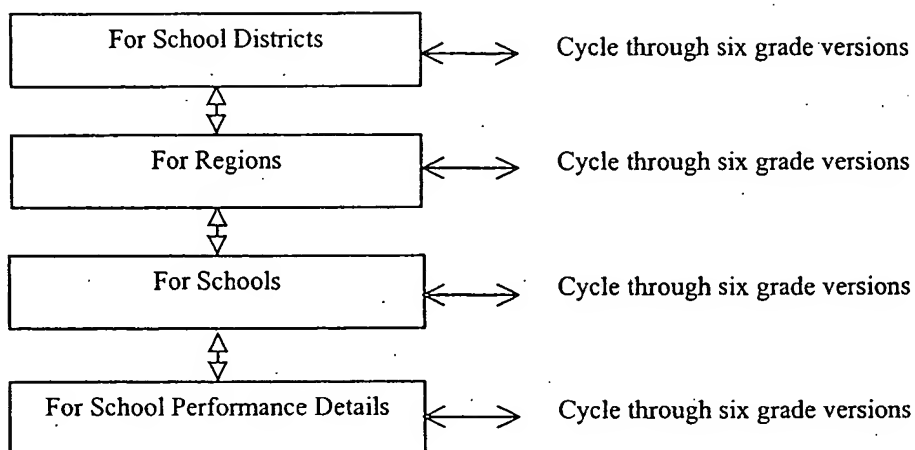 For School Districts
Cycle through six grade versions
For Regions
Cycle through six grade versions
For Schools
Cycle through six grade versions
For School Performance Details
Cycle through six grade versions